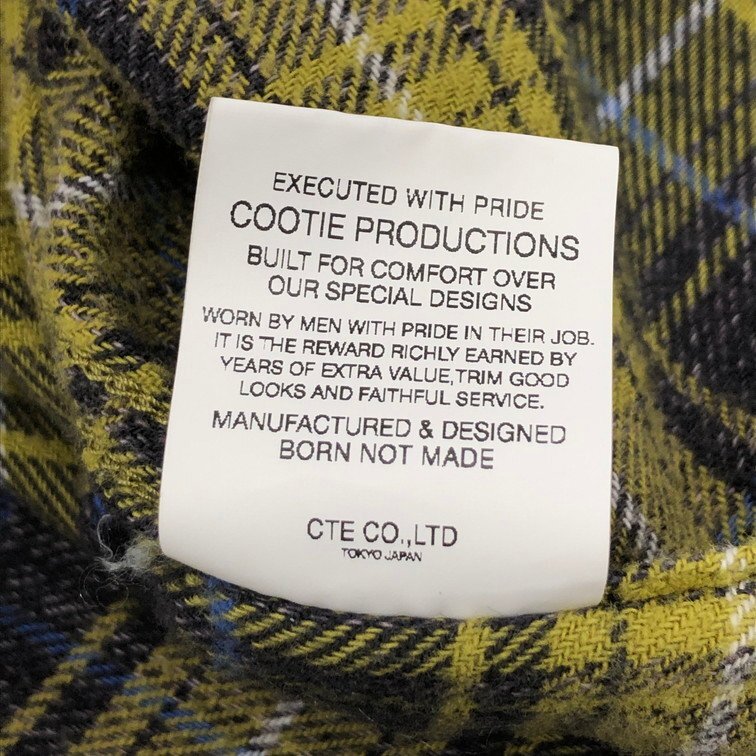 EXECUTED WITH PRIDE
COOTIE PRODUCTIONS
BUILT FOR COMFORT OVER
OUR SPECIAL DESIGNS
WORN BY MEN WITH PRIDE IN THEIR JOB.
IT IS THE REWARD RICHLY EARNED BY
YEARS OF EXTRA VALUE,TRIM GOOD
LOOKS AND FAITHFUL SERVICE.
MANUFACTURED & DESIGNED
BORN NOT MADE
CTE CO.,LTD
TOKYO JAPAN